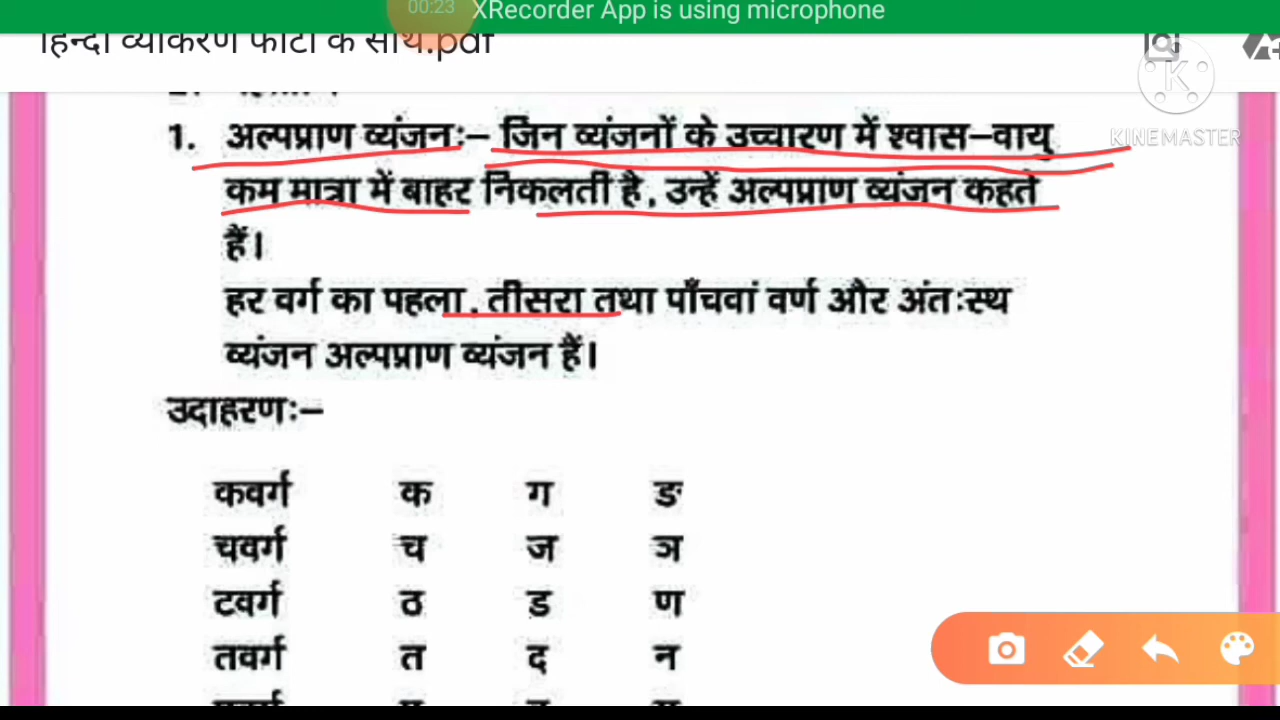 00:23 XRecorder App is using microphone
हिन्दी व्याकरण फोटो के साथ.pdf
KINEMASTER
1. अल्पप्राण व्यंजनः– जिन व्यंजनों के उच्चारण में श्वास–वायु
कम मात्रा में बाहर निकलती है, उन्हें अल्पप्राण व्यंजन कहते
हैं।
हर वर्ग का पहला, तीसरा तथा पाँचवां वर्ण और अंतःस्थ
व्यंजन अल्पप्राण व्यंजन हैं।
उदाहरणः–
कवर्ग क ग ङ
चवर्ग च ज ञ
टवर्ग ठ ड ण
तवर्ग त द न